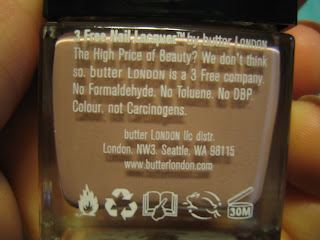 3 Free Nail Lacquer™ by butter LONDON
The High Price of Beauty? We don't think
so. butter LONDON is a 3 Free company.
No Formaldehyde. No Toluene. No DBP.
Colour, not Carcinogens.
butter LONDON llc distr.
London, NW3. Seattle, WA 98115
www.butterlondon.com
30M